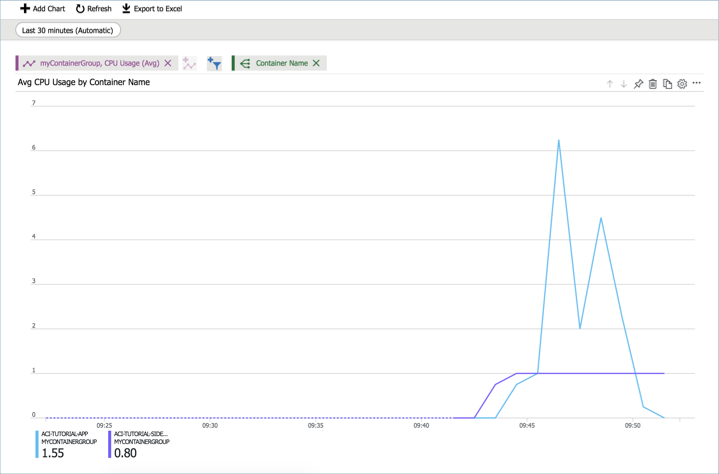 Add Chart Refresh Export to Excel
Last 30 minutes (Automatic)
myContainerGroup, CPU Usage (Avg) Container Name
Avg CPU Usage by Container Name
7
6
5
4
3
2
1
0
09:25 09:30 09:35 09:40 09:45 09:50
ACI-TUTORIAL-APP ACI-TUTORIAL-SIDE...
MYCONTAINERGROUP MYCONTAINERGROUP
1.55 0.80